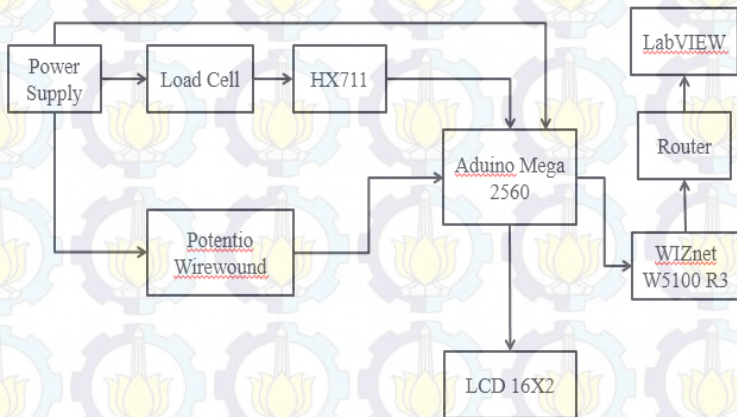 Power
Supply
Load Cell
HX711
LabVIEW
Router
Aduino Mega
2560
Potentio
Wirewound
WIZnet
W5100 R3
LCD 16X2